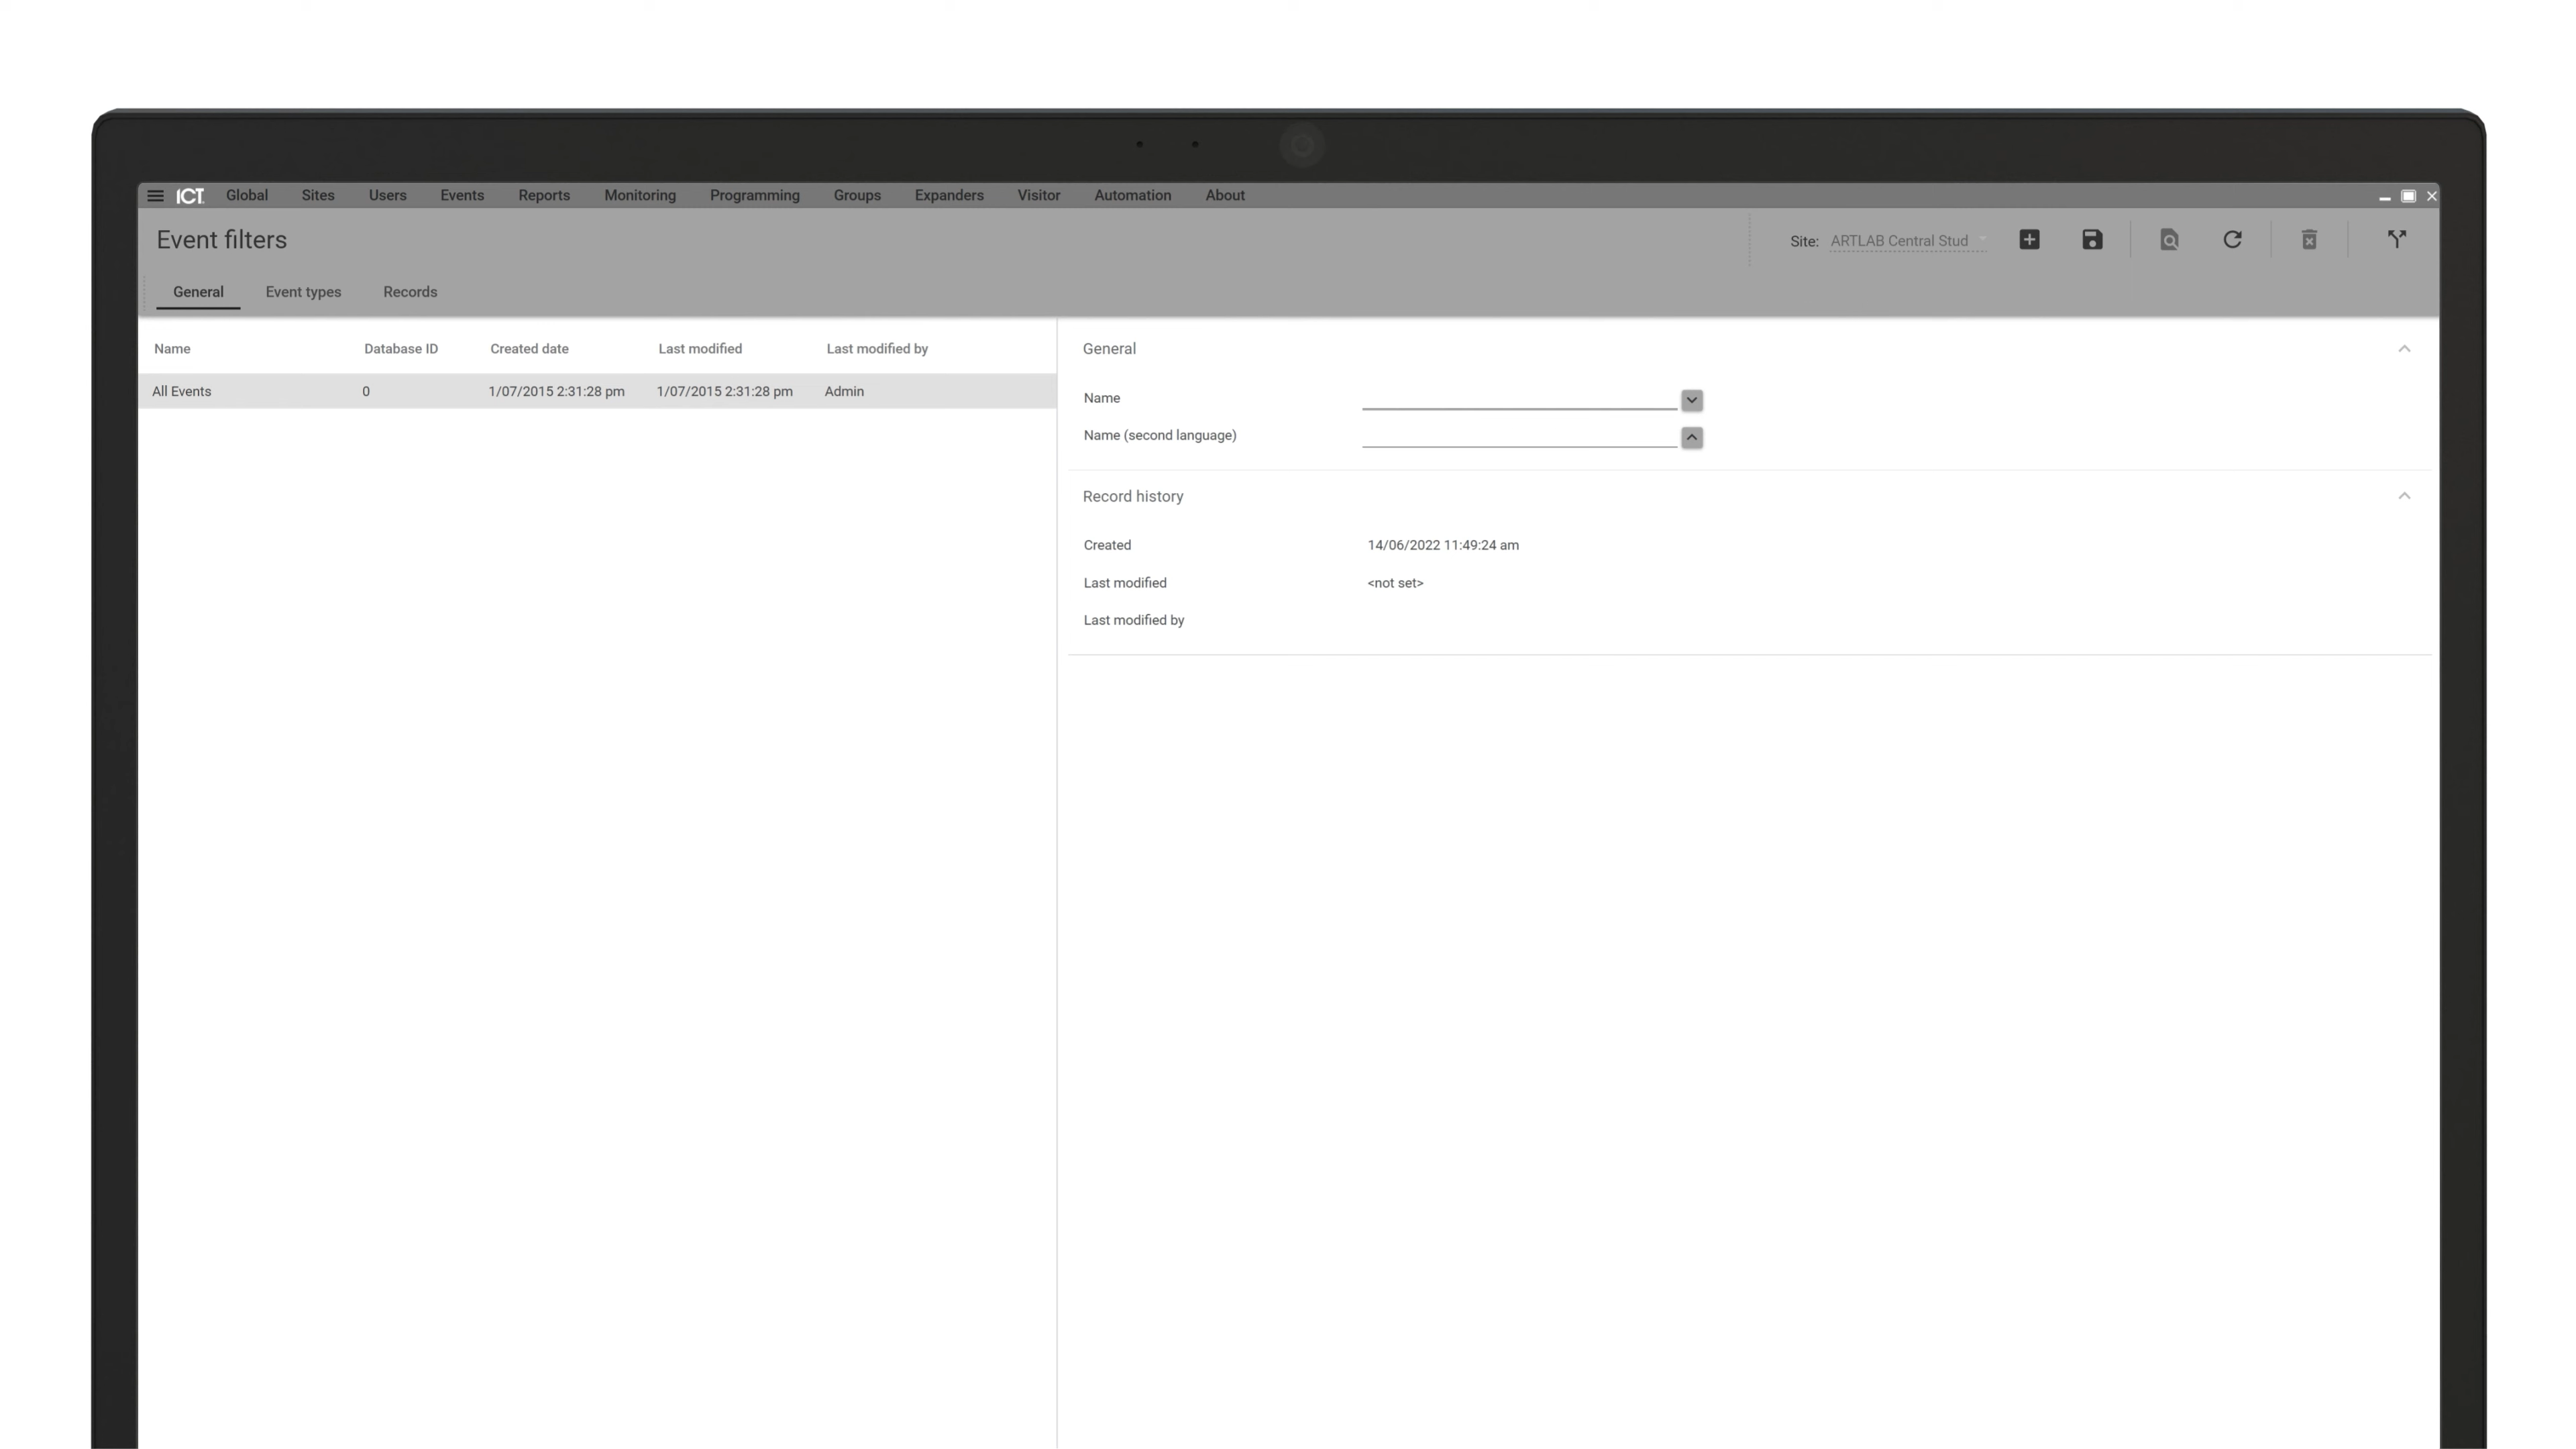 ICT Global Sites Users Events Reports Monitoring Programming Groups Expanders Visitor Automation About
Event filters
Site: ARTLAB Central Stud
General Event types Records
Name Database ID Created date Last modified Last modified by
All Events 0 1/07/2015 2:31:28 pm 1/07/2015 2:31:28 pm Admin
General
Name
Name (second language)
Record history
Created 14/06/2022 11:49:24 am
Last modified <not set>
Last modified by